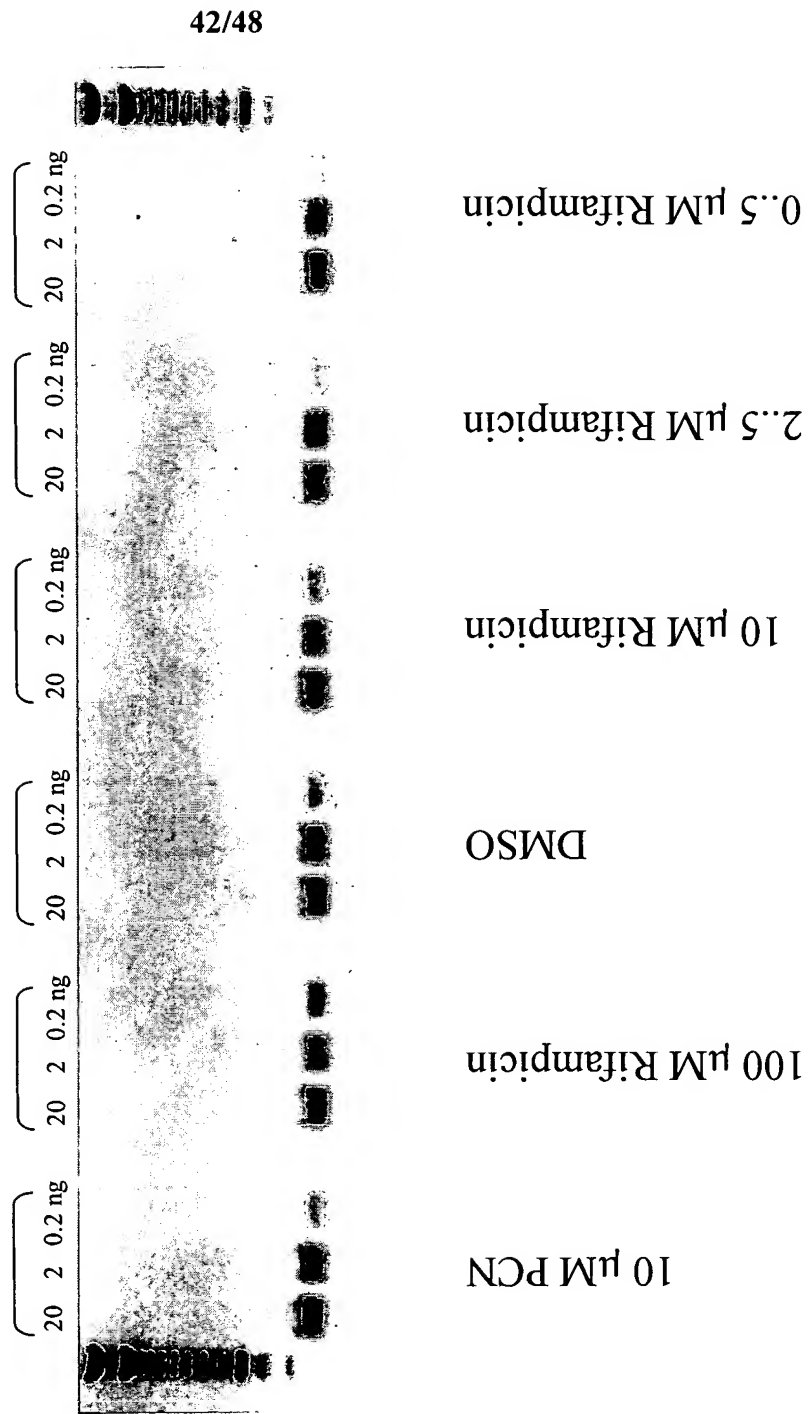 42/48
20 2 0.2 ng
20 2 0.2 ng
20 2 0.2 ng
20 2 0.2 ng
20 2 0.2 ng
20 2 0.2 ng
0..5 µM Rifampicin
2..5 µM Rifampicin
10 µM Rifampicin
DMSO
100 µM Rifampicin
10 µM PCN